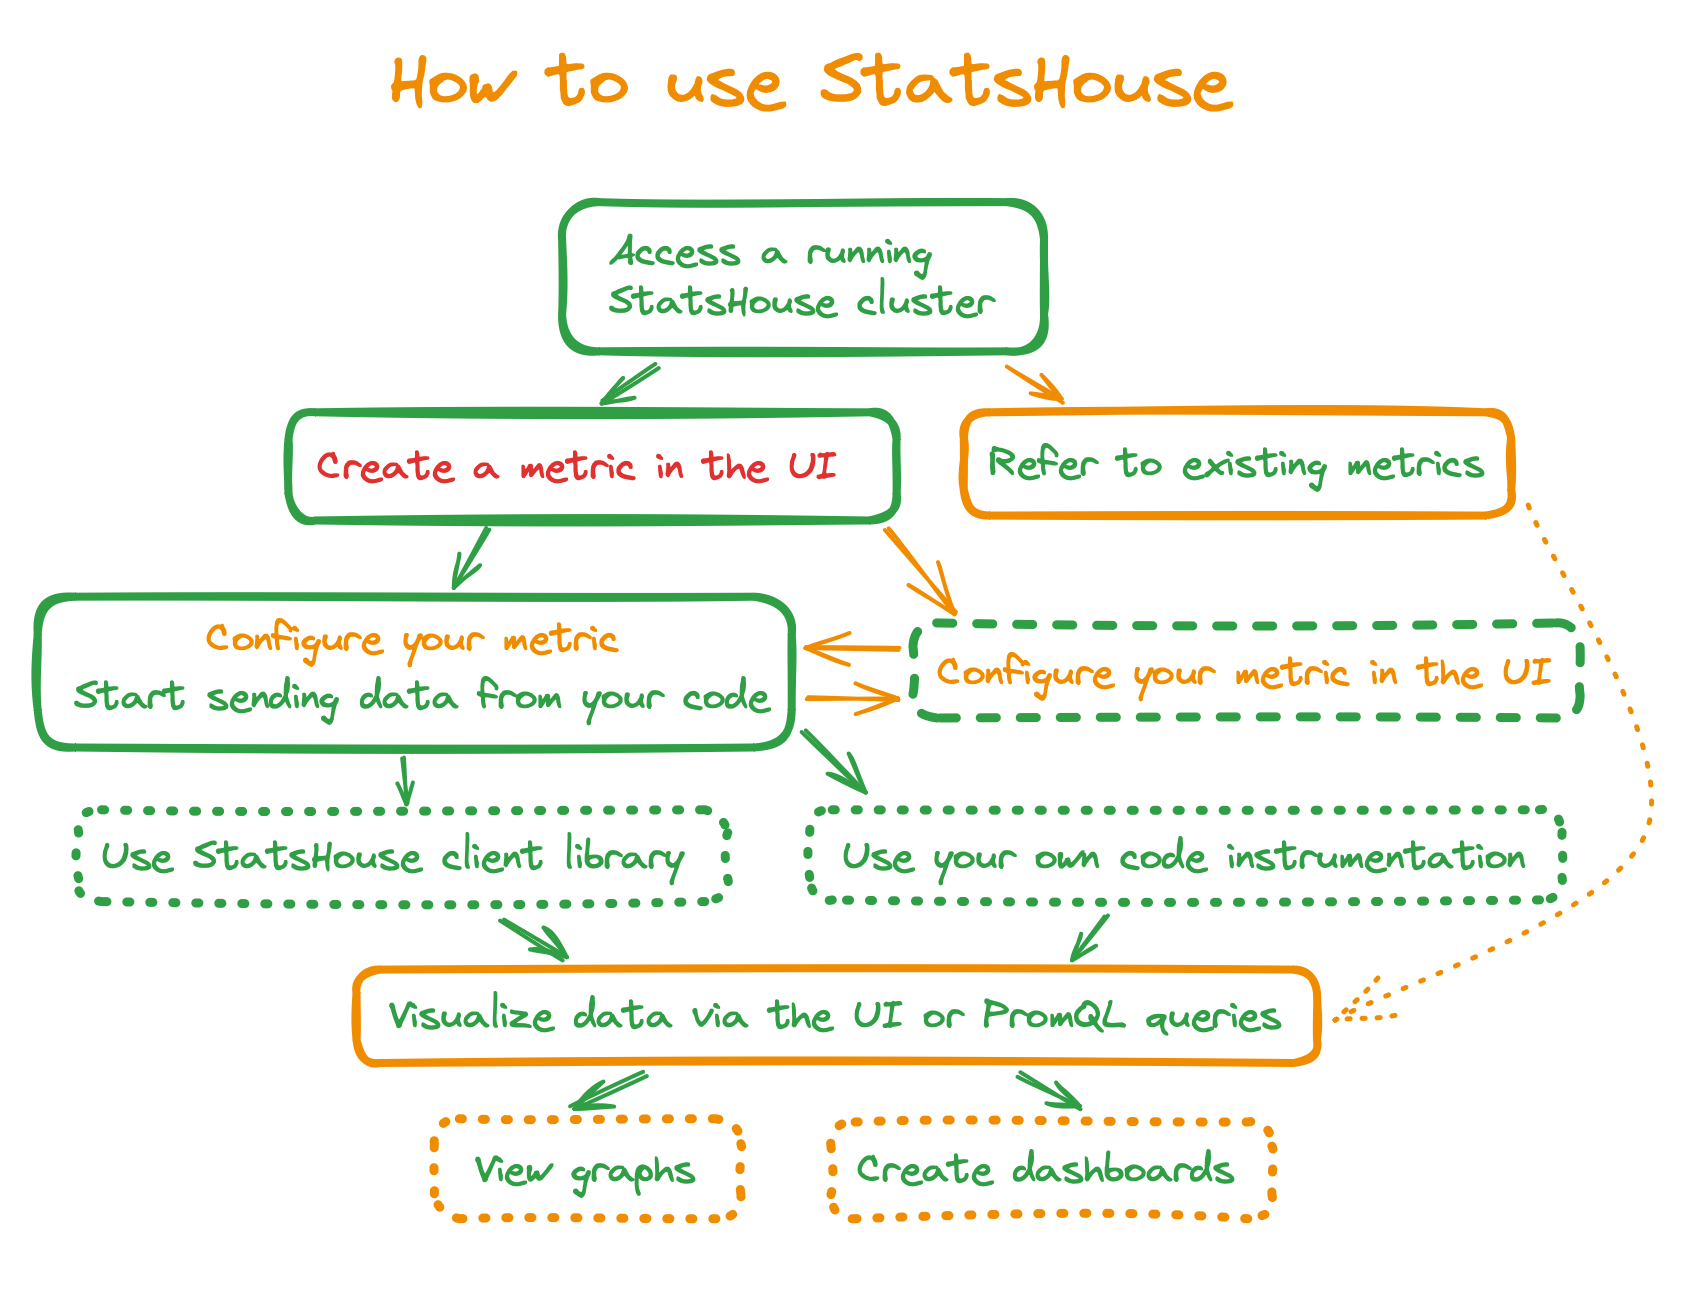 How to use StatsHouse
Access a running
StatsHouse cluster
Create a metric in the UI
Refer to existing metrics
Configure your metric
Start sending data from your code
Configure your metric in the UI
Use StatsHouse client library
Use your own code instrumentation
Visualize data via the UI or PromQL queries
View graphs
Create dashboards